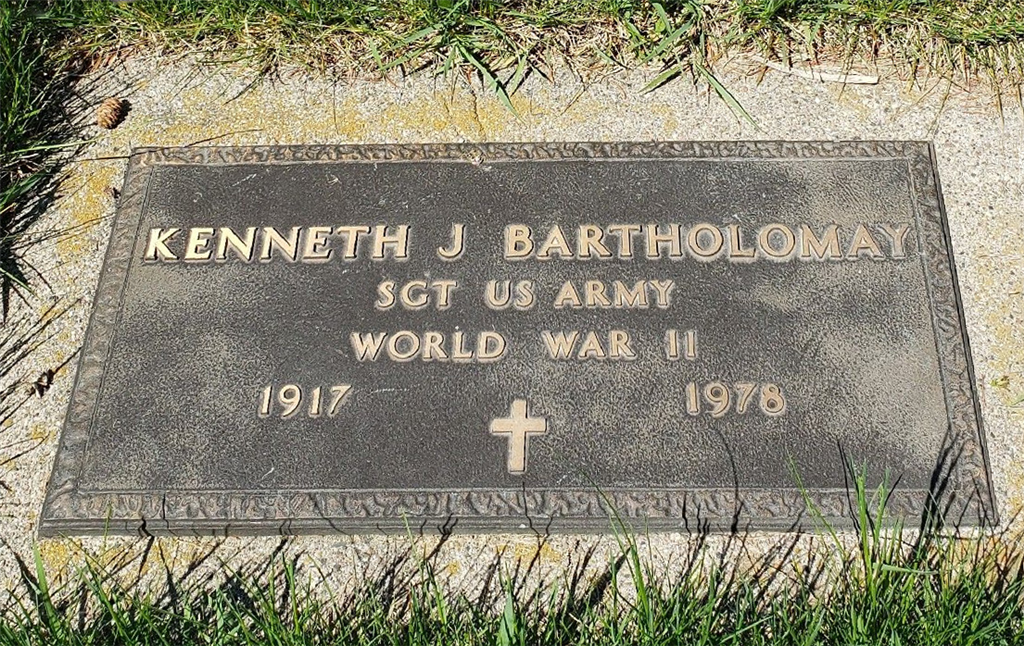 KENNETH J BARTHOLOMAY
SGT US ARMY
WORLD WAR II
1917 1978